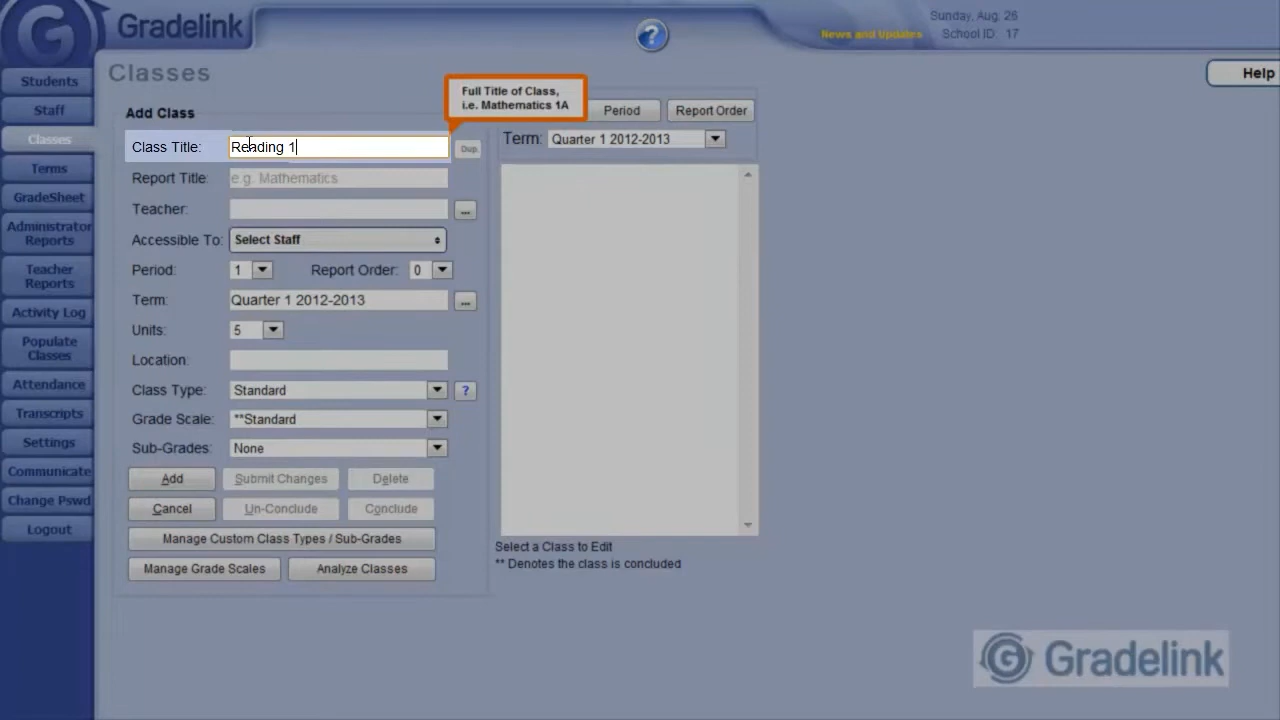 Gradelink
Sunday, Aug. 26
News and Updates
School ID: 17
Students
Staff
Classes
Terms
GradeSheet
Administrator
Reports
Teacher
Reports
Activity Log
Populate
Classes
Attendance
Transcripts
Settings
Communicate
Change Pswd
Logout
Classes
Help
Full Title of Class,
i.e. Mathematics 1A
Add Class
Class Title: Reading 1
Dup
Report Title: e.g. Mathematics
Teacher: ...
Accessible To: Select Staff
Period: 1 Report Order: 0
Term: Quarter 1 2012-2013 ...
Units: 5
Location:
Class Type: Standard ?
Grade Scale: **Standard
Sub-Grades: None
Add Submit Changes Delete
Cancel Un-Conclude Conclude
Manage Custom Class Types / Sub-Grades
Manage Grade Scales Analyze Classes
Period Report Order
Term: Quarter 1 2012-2013
Select a Class to Edit
** Denotes the class is concluded
Gradelink